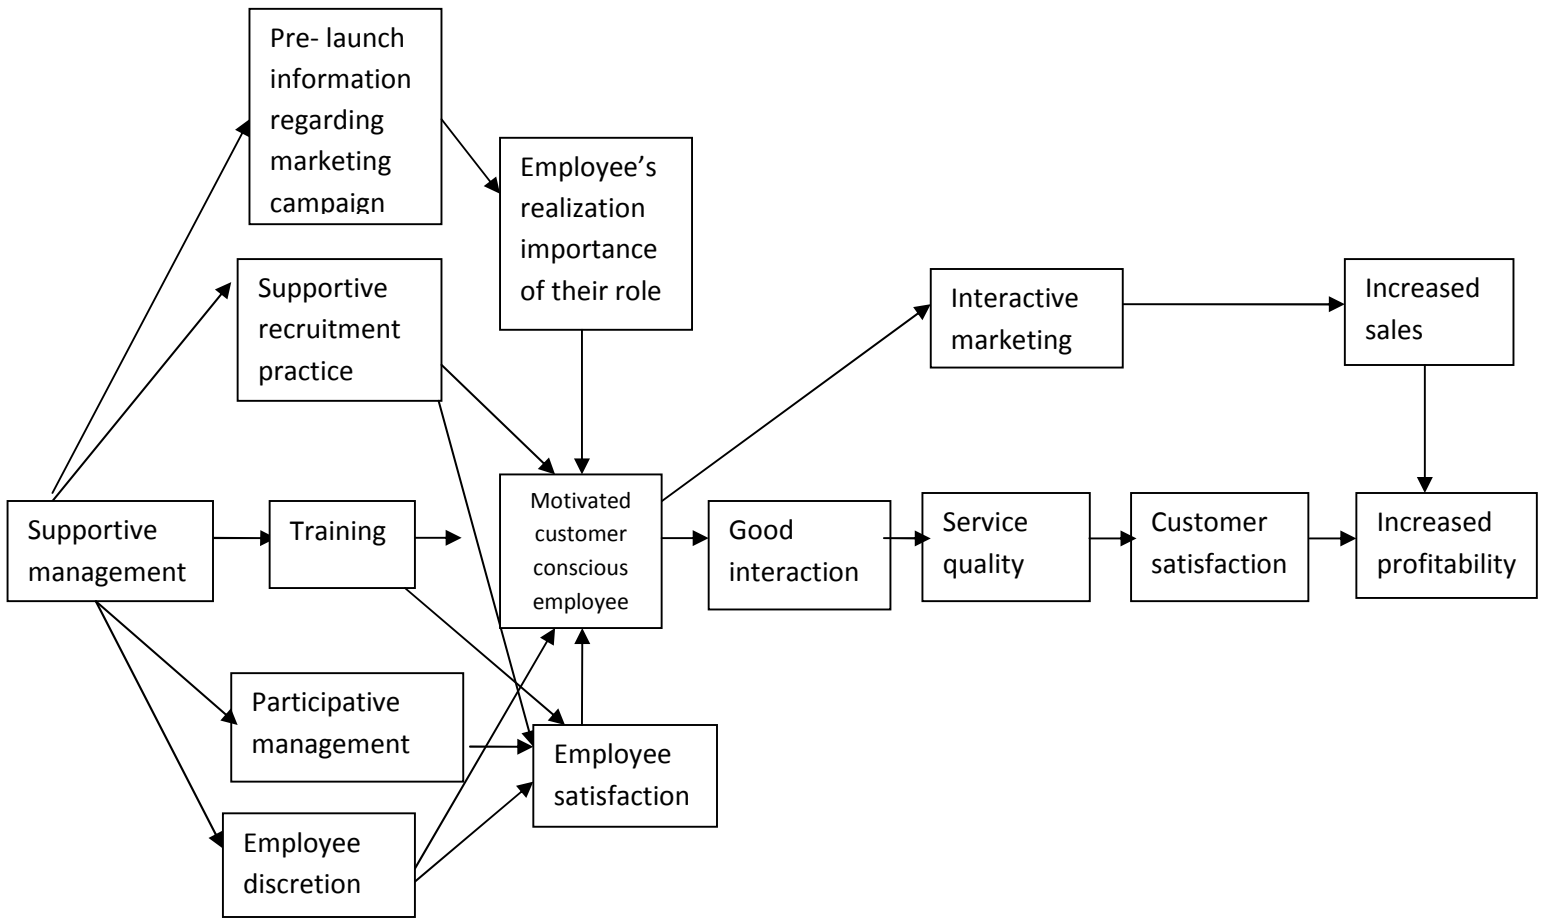 Pre- launch
information
regarding
marketing
campaign
Employee’s
realization
importance
of their role
Supportive
recruitment
practice
Interactive
marketing
Increased
sales
Supportive
management
Training
Motivated
customer
conscious
employee
Good
interaction
Service
quality
Customer
satisfaction
Increased
profitability
Participative
management
Employee
satisfaction
Employee
discretion